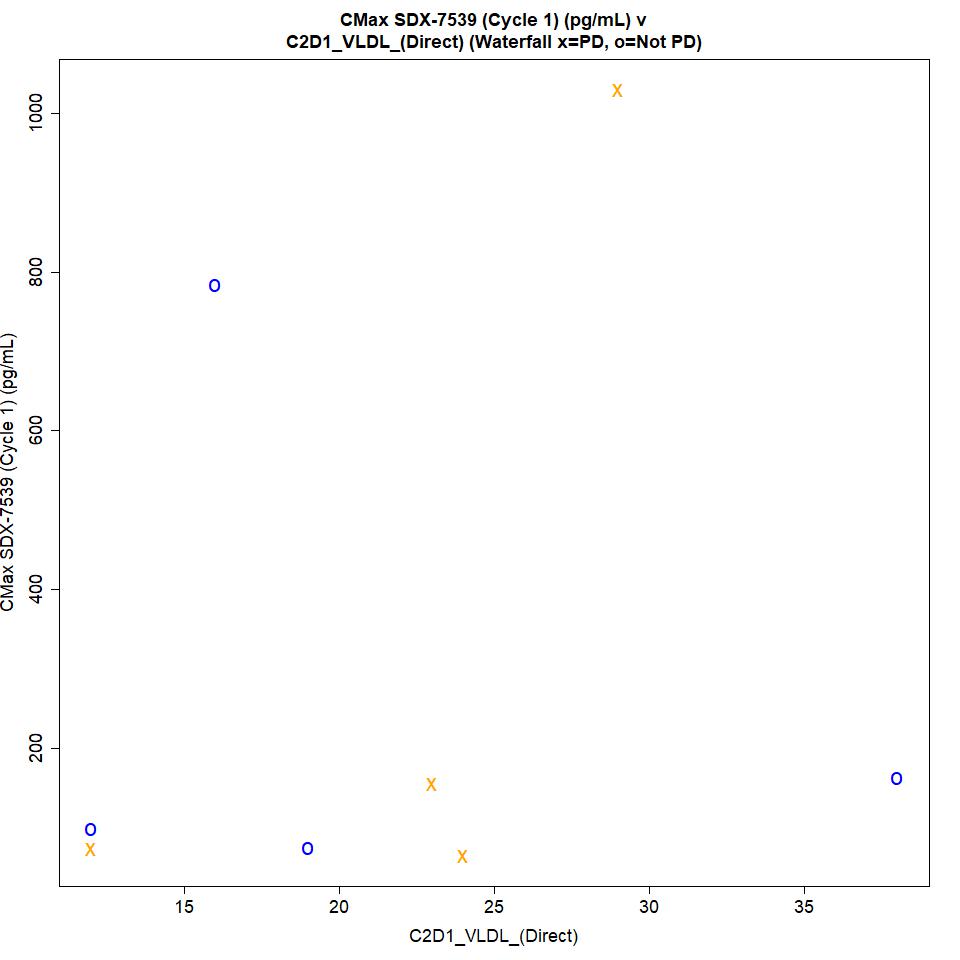 CMax SDX-7539 (Cycle 1) (pg/mL) v
C2D1_VLDL_(Direct) (Waterfall x=PD, o=Not PD)
CMax SDX-7539 (Cycle 1) (pg/mL)
1000
800
600
400
200
x
o
x
o
x
o
x
o
15
20
25
30
35
C2D1_VLDL_(Direct)